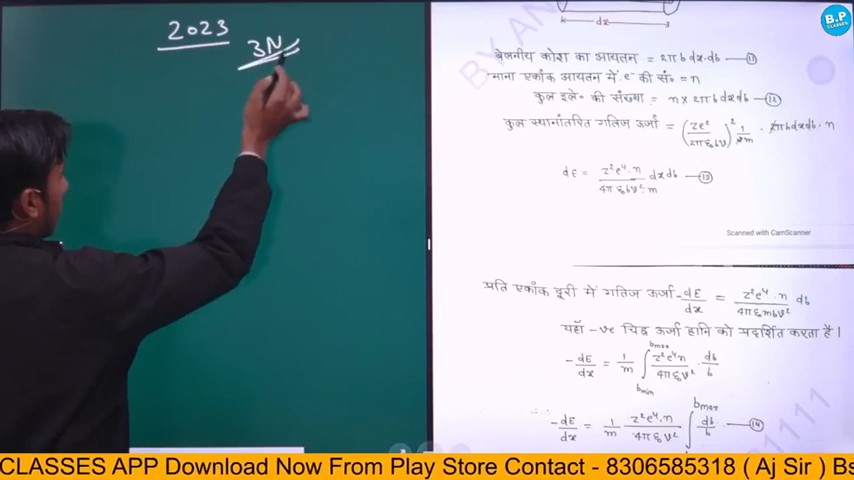 2023
3N
B.P
CLASSES
dx
बेलनीय कोश का आयतन = 2πb dx.db —(11)
माना एकांक आयतन में e⁻ की सं० = n
कुल इले० की संख्या = n × 2πb dx db —(12)
कुल स्थानांतरित गतिज ऊर्जा = (ze²/2πε₀bv)² 1/2m · 2πb dx db · n
dE = z²e⁴·n/4πε₀bv²·m dx db —(13)
Scanned with CamScanner
प्रति एकांक दूरी में गतिज ऊर्जा -dE/dx = z²e⁴·n/4πε₀mbv² db
यहाँ -ve चिह्न ऊर्जा हानि को प्रदर्शित करता है।
-dE/dx = 1/m ∫bmin^bmax z²e⁴n/4πε₀v² · db/b
-dE/dx = 1/m z²e⁴·n/4πε₀v² ∫^bmax db/b —(14)
CLASSES APP Download Now From Play Store Contact - 8306585318 ( Aj Sir ) Bs